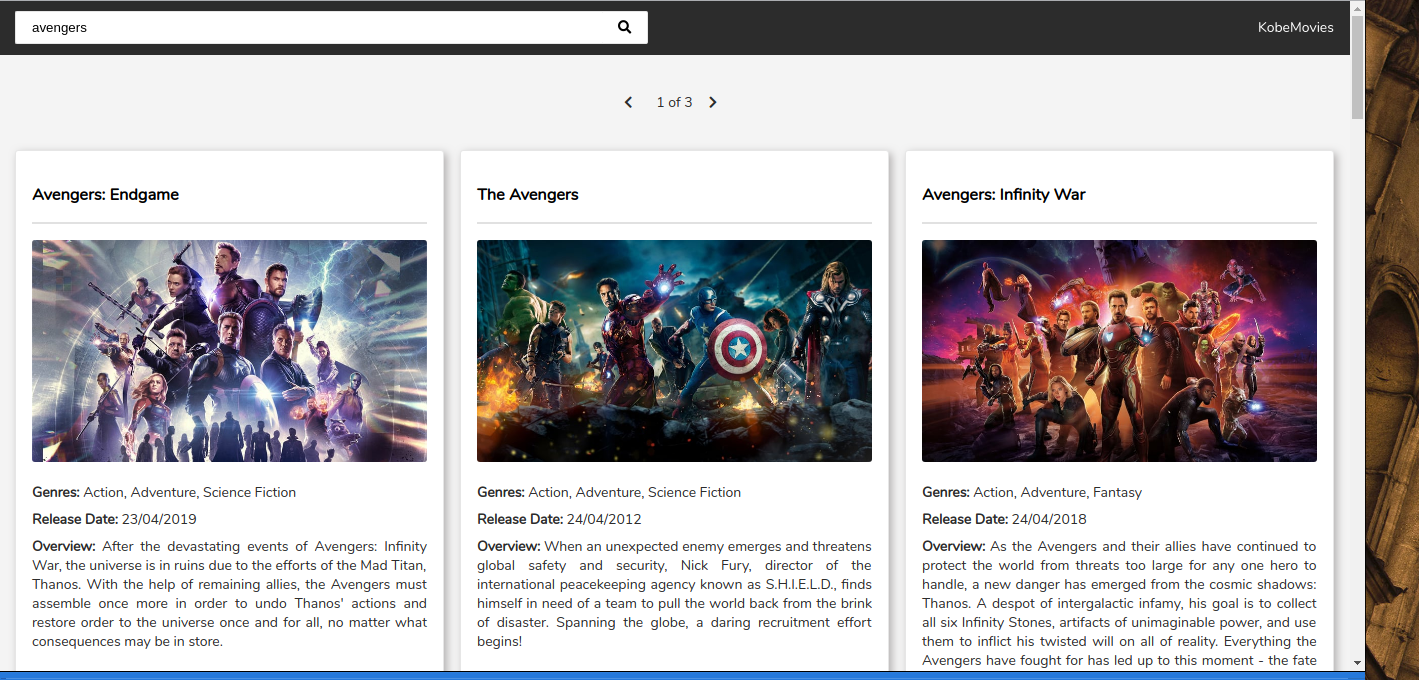 avengers
KobeMovies
1 of 3
Avengers: Endgame
Genres: Action, Adventure, Science Fiction
Release Date: 23/04/2019
Overview: After the devastating events of Avengers: Infinity
War, the universe is in ruins due to the efforts of the Mad Titan,
Thanos. With the help of remaining allies, the Avengers must
assemble once more in order to undo Thanos' actions and
restore order to the universe once and for all, no matter what
consequences may be in store.
The Avengers
Genres: Action, Adventure, Science Fiction
Release Date: 24/04/2012
Overview: When an unexpected enemy emerges and threatens
global safety and security, Nick Fury, director of the
international peacekeeping agency known as S.H.I.E.L.D., finds
himself in need of a team to pull the world back from the brink
of disaster. Spanning the globe, a daring recruitment effort
begins!
Avengers: Infinity War
Genres: Action, Adventure, Fantasy
Release Date: 24/04/2018
Overview: As the Avengers and their allies have continued to
protect the world from threats too large for any one hero to
handle, a new danger has emerged from the cosmic shadows:
Thanos. A despot of intergalactic infamy, his goal is to collect
all six Infinity Stones, artifacts of unimaginable power, and use
them to inflict his twisted will on all of reality. Everything the
Avengers have fought for has led up to this moment - the fate